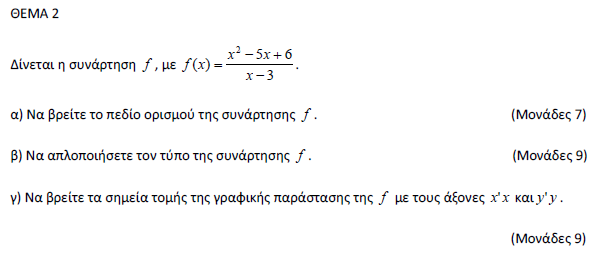 ΘΕΜΑ 2
Δίνεται η συνάρτηση f , με f(x) = \frac{x^2 − 5x + 6}{x − 3} .
α) Να βρείτε το πεδίο ορισμού της συνάρτησης f . (Μονάδες 7)
β) Να απλοποιήσετε τον τύπο της συνάρτησης f . (Μονάδες 9)
γ) Να βρείτε τα σημεία τομής της γραφικής παράστασης της f με τους άξονες x'x και y'y .
(Μονάδες 9)